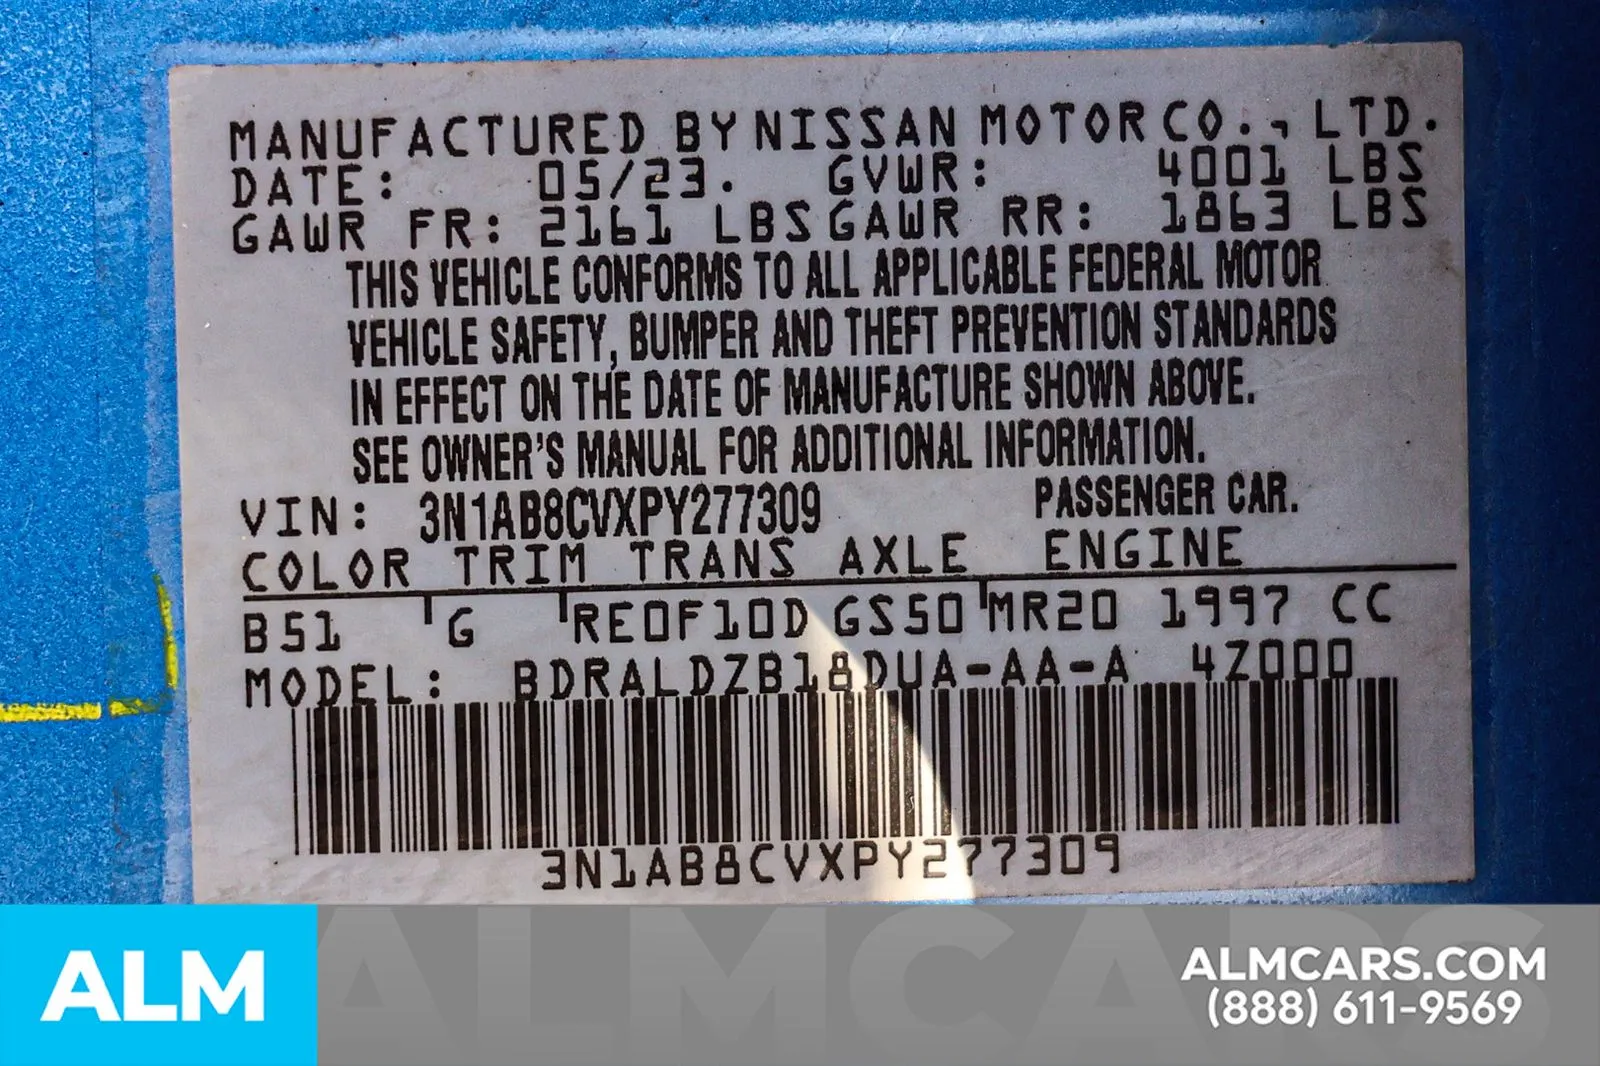 MANUFACTURED BY NISSAN MOTOR CO., LTD.
DATE: 05/23. GVWR: 4001 LBS
GAWR FR: 2161 LBS GAWR RR: 1863 LBS
THIS VEHICLE CONFORMS TO ALL APPLICABLE FEDERAL MOTOR
VEHICLE SAFETY, BUMPER AND THEFT PREVENTION STANDARDS
IN EFFECT ON THE DATE OF MANUFACTURE SHOWN ABOVE.
SEE OWNER'S MANUAL FOR ADDITIONAL INFORMATION.
VIN: 3N1AB8CVXPY277309 PASSENGER CAR.
COLOR TRIM TRANS AXLE ENGINE
B51 G RE0F10D GS50 MR20 1997 CC
MODEL: BDRALDZB18DUA-AA-A 4Z000
3N1AB8CVXPY277309
ALMCARS
ALM
ALMCARS.COM
(888) 611-9569